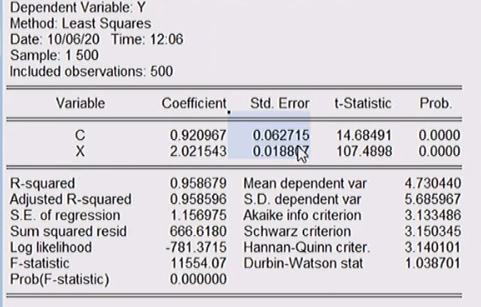 Dependent Variable: Y
Method: Least Squares
Date: 10/06/20 Time: 12:06
Sample: 1 500
Included observations: 500
Variable Coefficient Std. Error t-Statistic Prob.
C 0.920967 0.062715 14.68491 0.0000
X 2.021543 107.4898 0.0000
R-squared 0.958679 Mean dependent var 4.730440
Adjusted R-squared 0.958596 S.D. dependent var 5.685967
S.E. of regression 1.156975 Akaike info criterion 3.133486
Sum squared resid 666.6180 Schwarz criterion 3.150345
Log likelihood -781.3715 Hannan-Quinn criter. 3.140101
F-statistic 11554.07 Durbin-Watson stat 1.038701
Prob(F-statistic) 0.000000